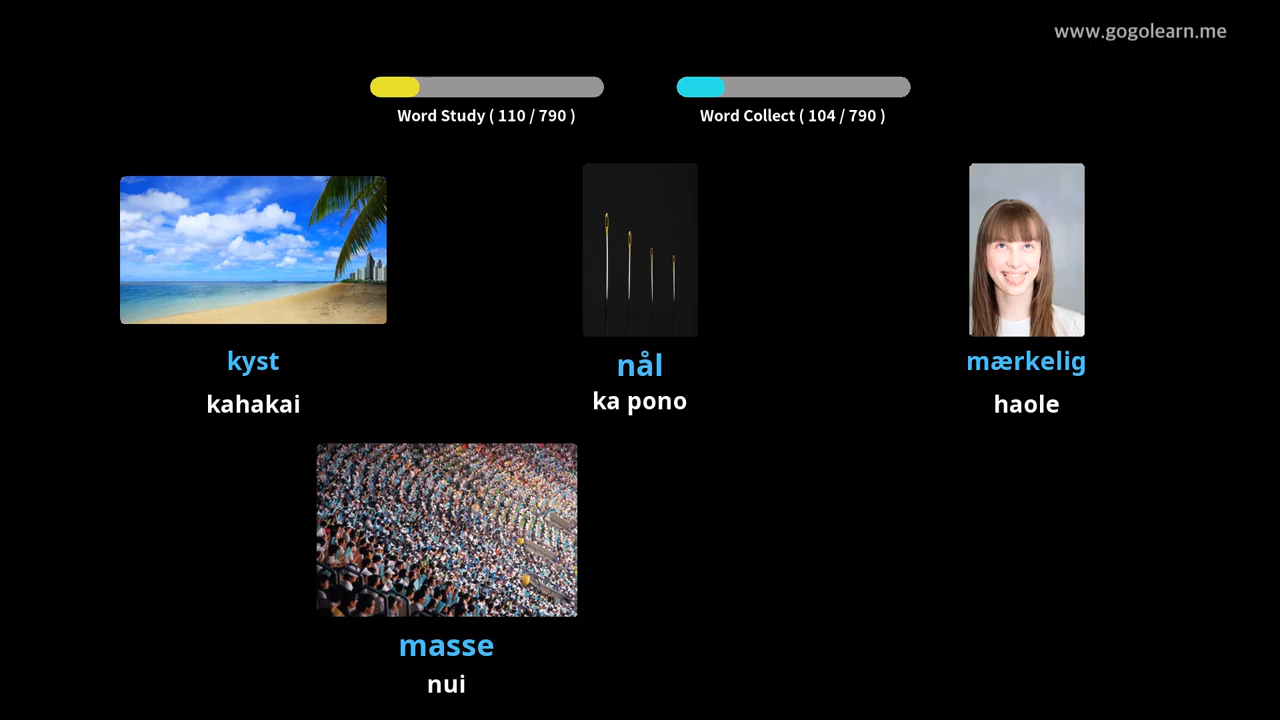 www.gogolearn.me
Word Study ( 110 / 790 )
Word Collect ( 104 / 790 )
kyst
kahakai
nål
ka pono
mærkelig
haole
masse
nui